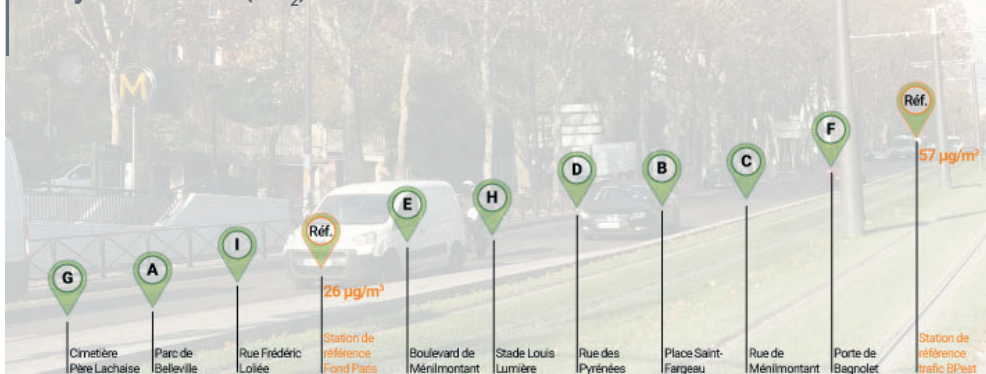 M
Réf.
57 µg/m³
F
C
B
D
H
E
Réf.
26 µg/m³
I
A
G
Cimetière
Père Lachaise
Parc de
Belleville
Rue Frédéric
Loliée
Station de
référence
Fond Paris
Boulevard de
Ménilmontant
Stade Louis
Lumière
Rue des
Pyrénées
Place Saint-
Fargeau
Rue de
Ménilmontant
Porte de
Bagnolet
Station de
référence
trafic BPest